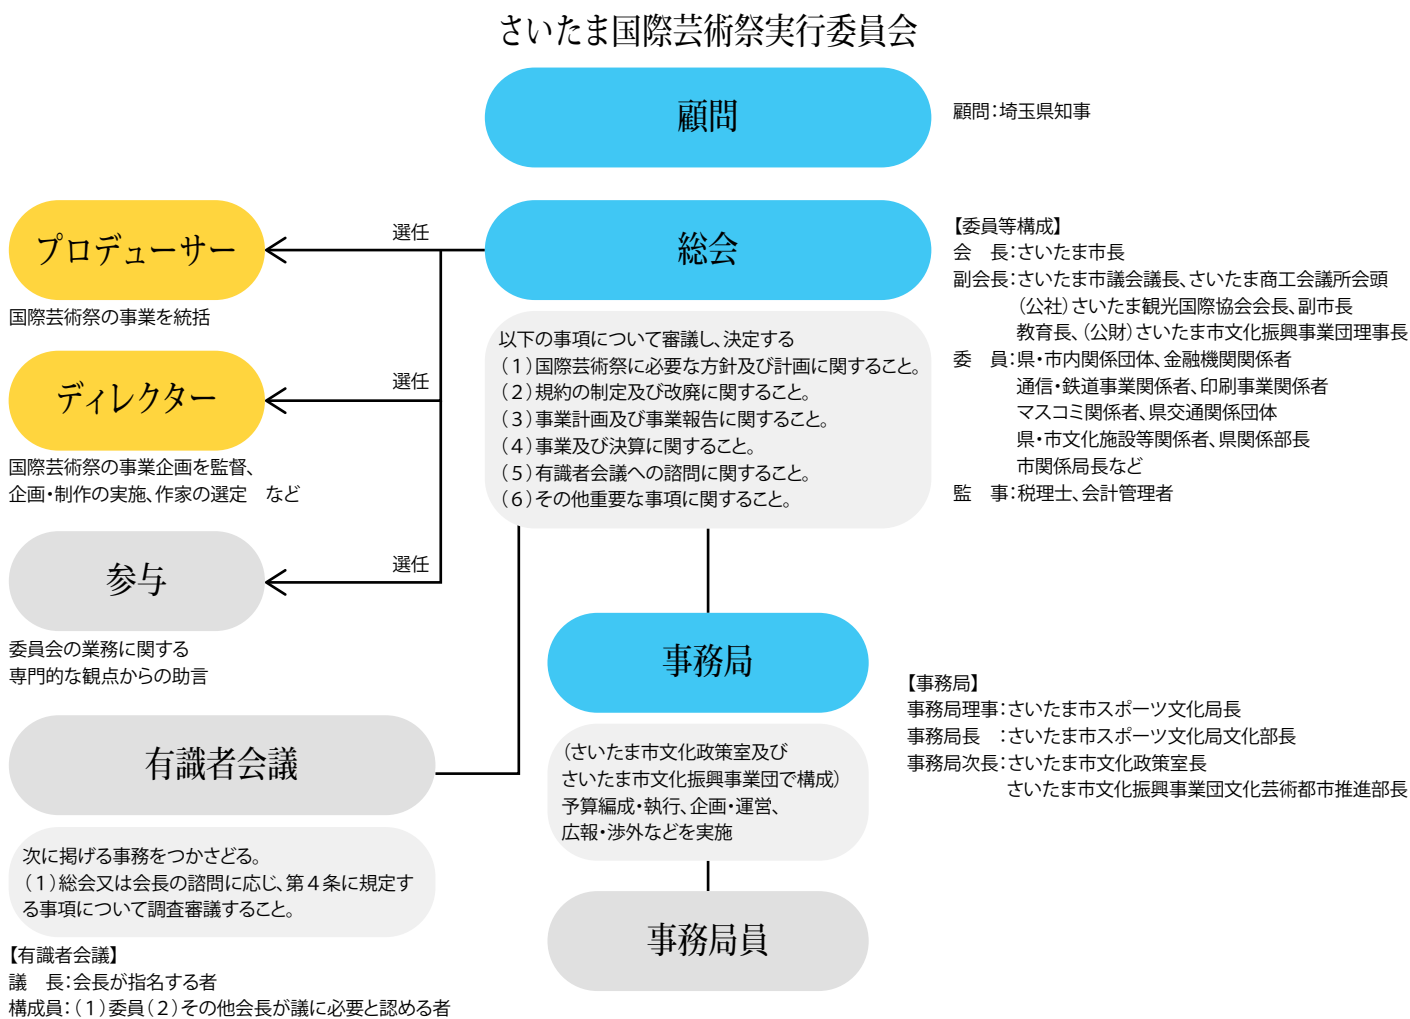 さいたま国際芸術祭実行委員会
顧問
顧問：埼玉県知事
総会
【委員等構成】
会　長：さいたま市長
副会長：さいたま市議会議長、さいたま商工会議所会頭
（公社）さいたま観光国際協会会長、副市長
教育長、（公財）さいたま市文化振興事業団理事長
委　員：県・市内関係団体、金融機関関係者
通信・鉄道事業関係者、印刷事業関係者
マスコミ関係者、県交通関係団体
県・市文化施設等関係者、県関係部長
市関係局長など
監　事：税理士、会計管理者
以下の事項について審議し、決定する
（１）国際芸術祭に必要な方針及び計画に関すること。
（２）規約の制定及び改廃に関すること。
（３）事業計画及び事業報告に関すること。
（４）事業及び決算に関すること。
（５）有識者会議への諮問に関すること。
（６）その他重要な事項に関すること。
選任
プロデューサー
国際芸術祭の事業を統括
選任
ディレクター
国際芸術祭の事業企画を監督、
企画・制作の実施、作家の選定　など
選任
参与
委員会の業務に関する
専門的な観点からの助言
有識者会議
次に掲げる事務をつかさどる。
（１）総会又は会長の諮問に応じ、第４条に規定す
る事項について調査審議すること。
【有識者会議】
議　長：会長が指名する者
構成員：（１）委員（２）その他会長が議に必要と認める者
事務局
（さいたま市文化政策室及び
さいたま市文化振興事業団で構成）
予算編成・執行、企画・運営、
広報・渉外などを実施
【事務局】
事務局理事：さいたま市スポーツ文化局長
事務局長　：さいたま市スポーツ文化局文化部長
事務局次長：さいたま市文化政策室長
さいたま市文化振興事業団文化芸術都市推進部長
事務局員